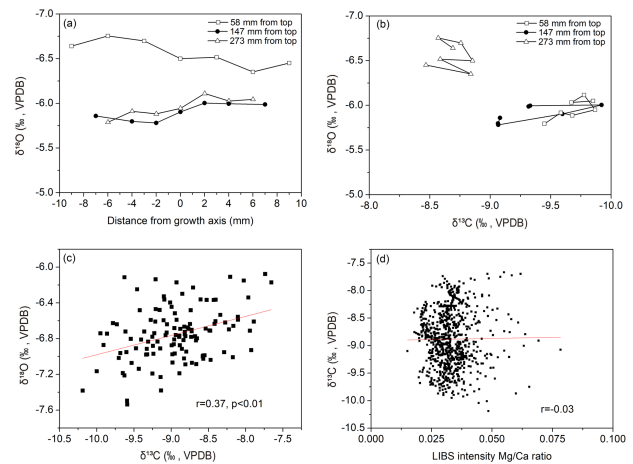 (a)
58 mm from top
147 mm from top
273 mm from top
δ¹⁸O (‰ , VPDB)
-7.0
-6.5
-6.0
-5.5
-5.0
-10 -8 -6 -4 -2 0 2 4 6 8 10
Distance from growth axis (mm)
(b)
58 mm from top
147 mm from top
273 mm from top
δ¹⁸O (‰ , VPDB)
-7.0
-6.5
-6.0
-5.5
-5.0
-8.0 -8.5 -9.0 -9.5 -10.0
δ¹³C (‰ , VPDB)
(c)
δ¹⁸O (‰ , VPDB)
-6.0
-6.4
-6.8
-7.2
-7.6
r=0.37, p<0.01
-10.5 -10.0 -9.5 -9.0 -8.5 -8.0 -7.5
δ¹³C (‰ , VPDB)
(d)
δ¹³C (‰ , VPDB)
-7.5
-8.0
-8.5
-9.0
-9.5
-10.0
-10.5
r=-0.03
0.000 0.025 0.050 0.075 0.100
LIBS intensity Mg/Ca ratio